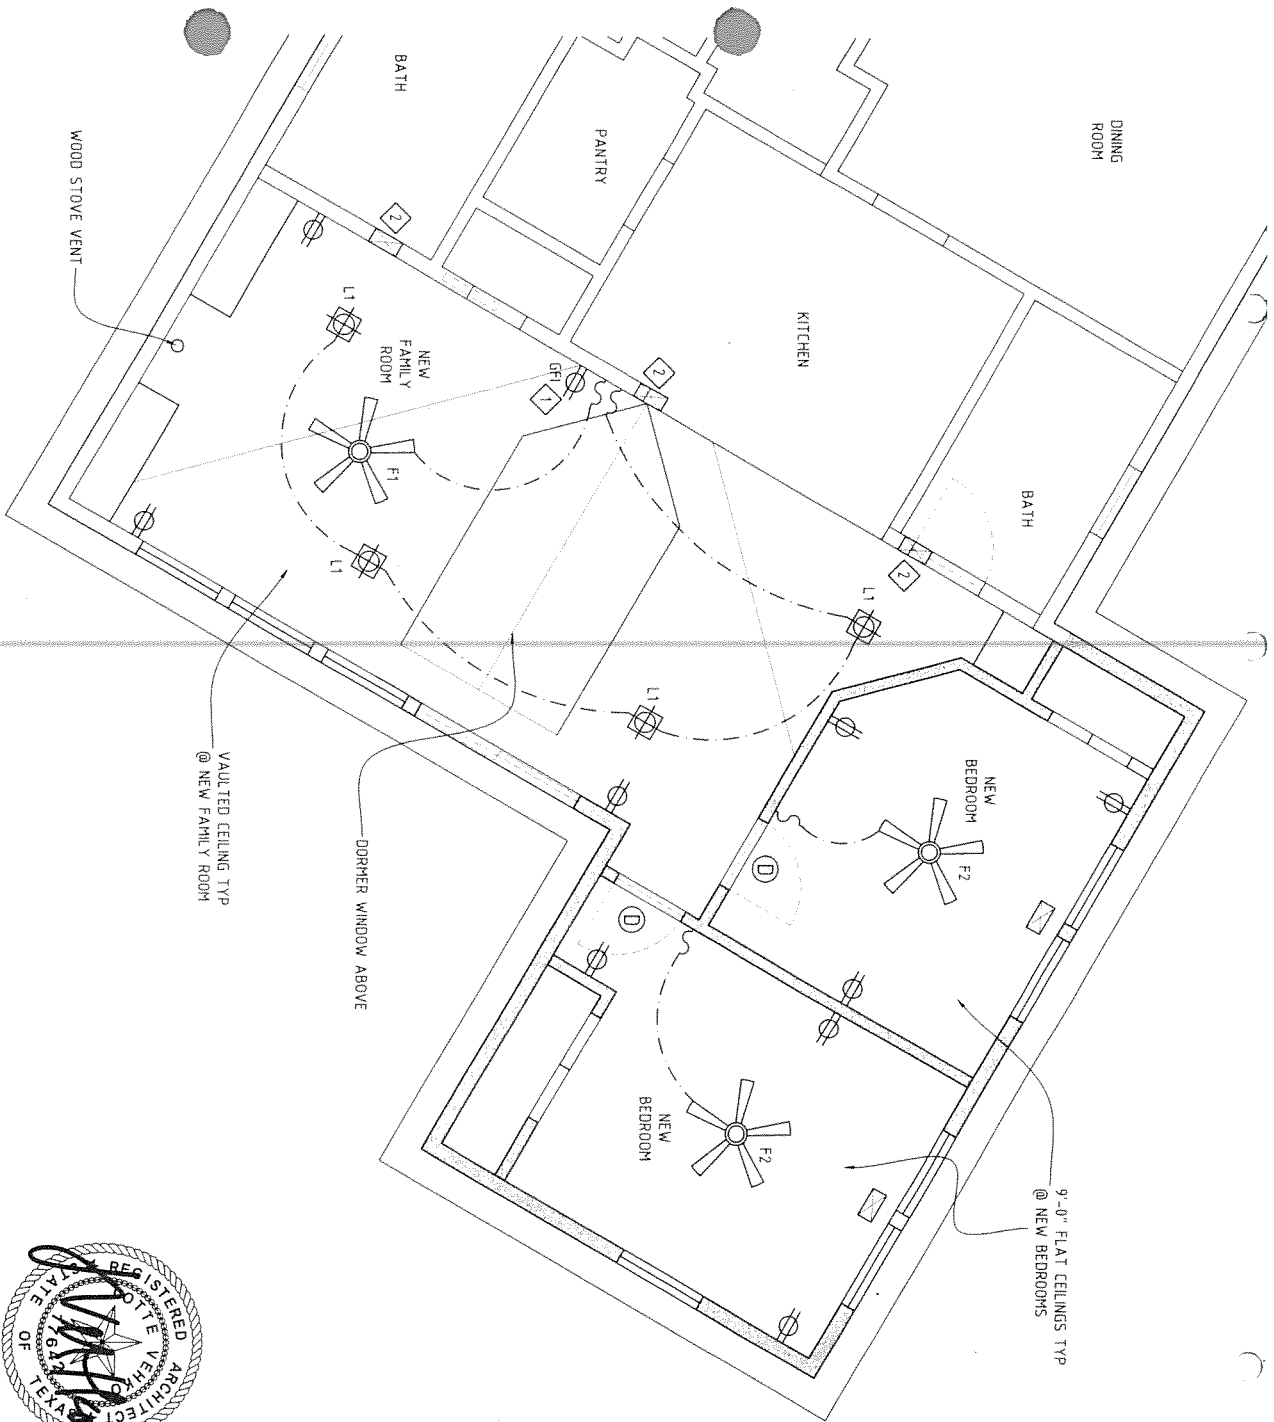 DINING
ROOM
BATH
PANTRY
KITCHEN
BATH
WOOD STOVE VENT
2
L1
NEW
FAMILY
ROOM
GFI
1
2
F1
L1
2
L1
L1
VAULTED CEILING TYP
@ NEW FAMILY ROOM
DORMER WINDOW ABOVE
NEW
BEDROOM
F2
D
D
NEW
BEDROOM
F2
9'-0" FLAT CEILINGS TYP
@ NEW BEDROOMS
REGISTERED ARCHITECT
STATE OF TEXAS
OTTE VEHKO